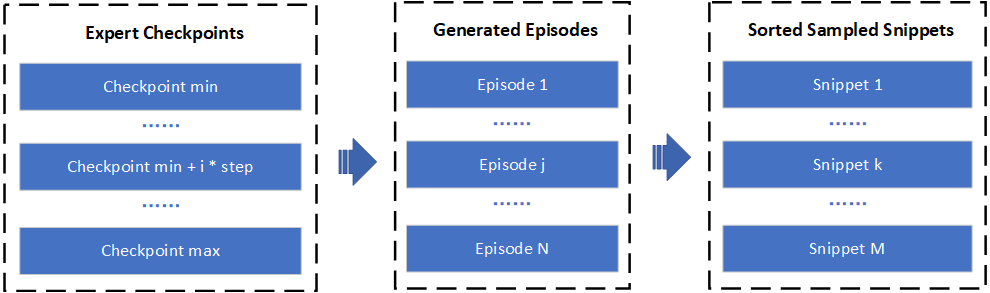 Expert Checkpoints
Checkpoint min
......
Checkpoint min + i * step
......
Checkpoint max
Generated Episodes
Episode 1
......
Episode j
......
Episode N
Sorted Sampled Snippets
Snippet 1
......
Snippet k
......
Snippet M